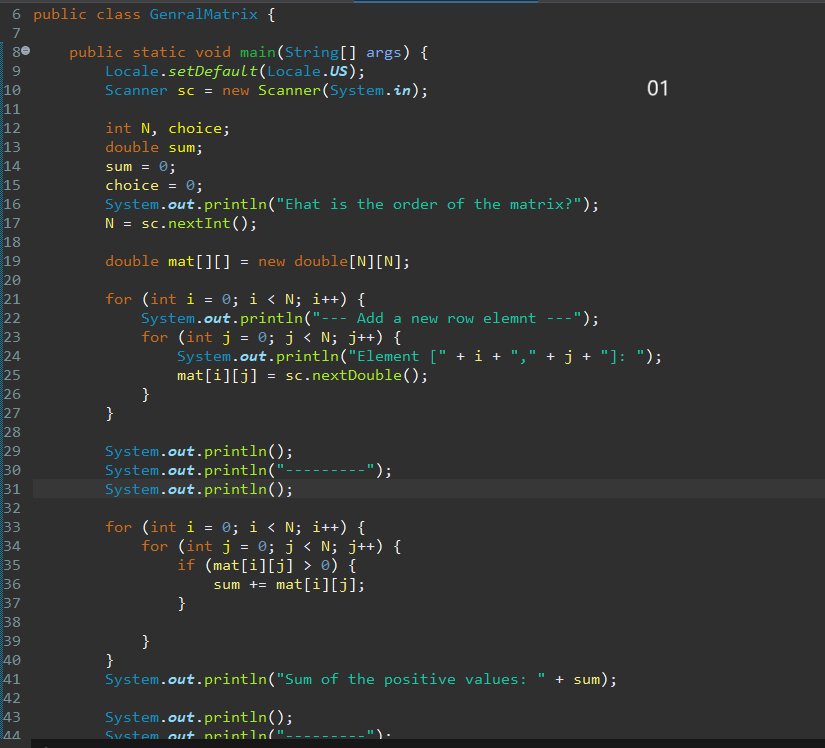 6 public class GenralMatrix {
7
8 public static void main(String[] args) {
9 Locale.setDefault(Locale.US);
10 Scanner sc = new Scanner(System.in);
01
11
12 int N, choice;
13 double sum;
14 sum = 0;
15 choice = 0;
16 System.out.println("Ehat is the order of the matrix?");
17 N = sc.nextInt();
18
19 double mat[][] = new double[N][N];
20
21 for (int i = 0; i < N; i++) {
22 System.out.println("--- Add a new row elemnt ---");
23 for (int j = 0; j < N; j++) {
24 System.out.println("Element [" + i + "," + j + "]: ");
25 mat[i][j] = sc.nextDouble();
26 }
27 }
28
29 System.out.println();
30 System.out.println("---------");
31 System.out.println();
32
33 for (int i = 0; i < N; i++) {
34 for (int j = 0; j < N; j++) {
35 if (mat[i][j] > 0) {
36 sum += mat[i][j];
37 }
38
39 }
40 }
41 System.out.println("Sum of the positive values: " + sum);
42
43 System.out.println();
44 System.out.println("---------");